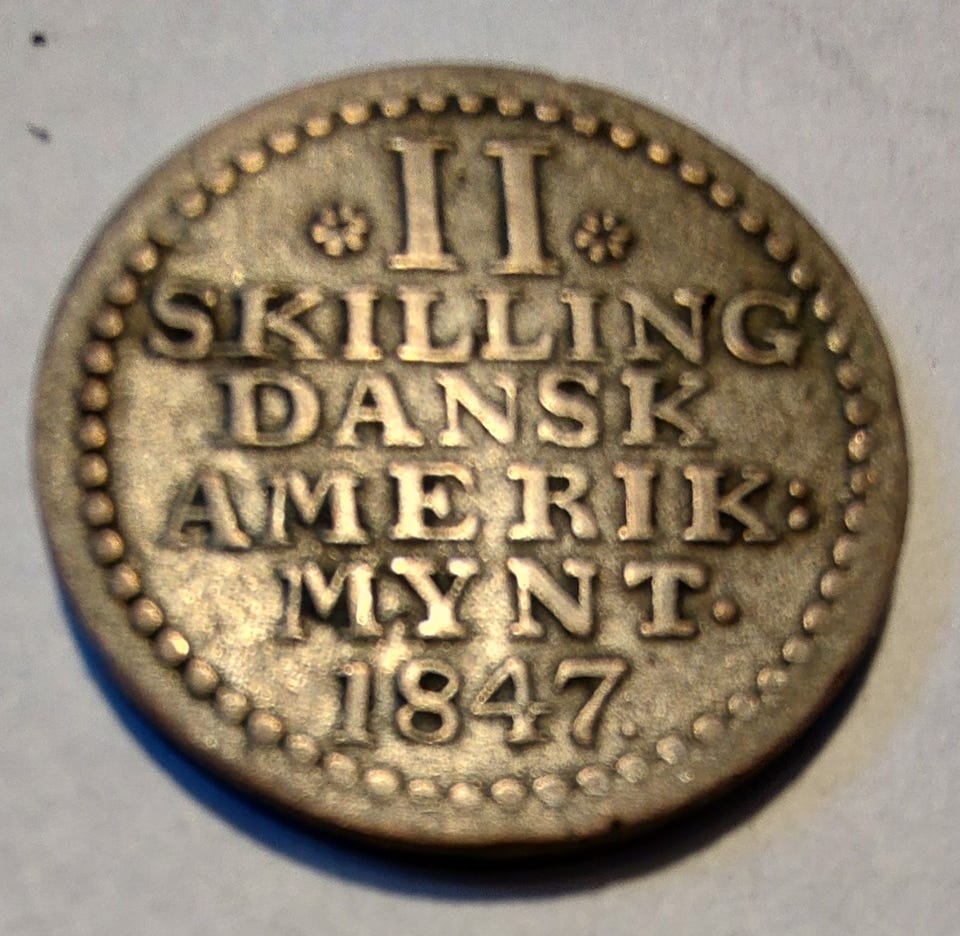 II
SKILLING
DANSK
AMERIK:
MYNT.
1847.